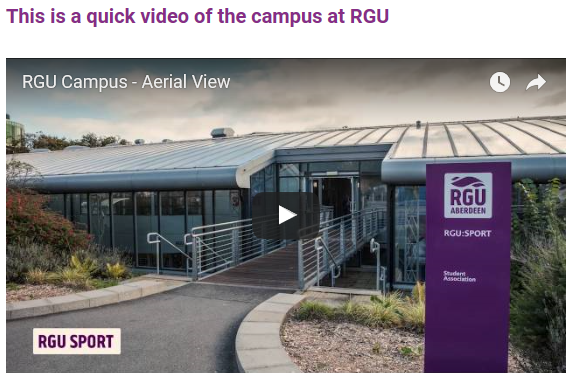 This is a quick video of the campus at RGU
RGU Campus - Aerial View
RGU
ABERDEEN
RGU:SPORT
Student
Association
RGU SPORT